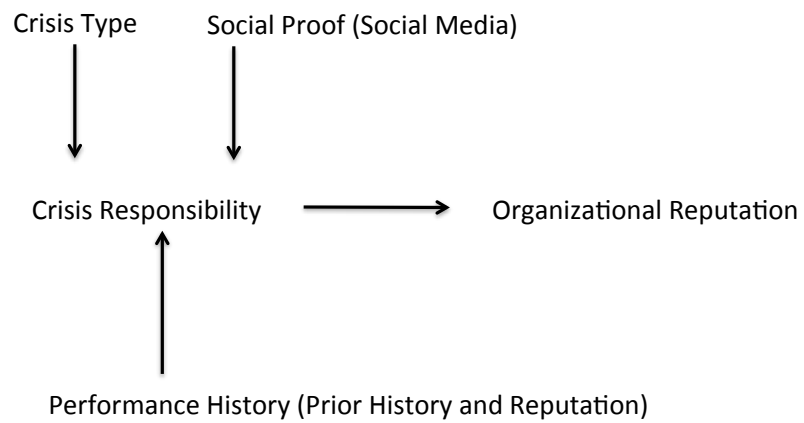 Crisis Type
Social Proof (Social Media)
Crisis Responsibility
Organizational Reputation
Performance History (Prior History and Reputation)